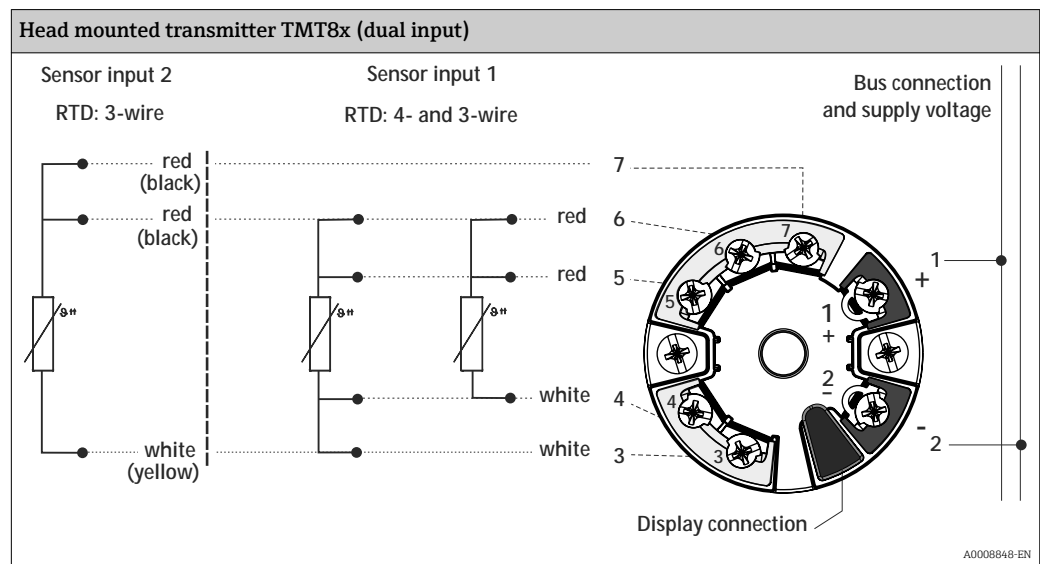 Head mounted transmitter TMT8x (dual input)
Sensor input 2
Sensor input 1
Bus connection
and supply voltage
RTD: 3-wire
RTD: 4- and 3-wire
red
(black)
7
red
(black)
red
6
red
5
white
4
white
(yellow)
white
3
7
6
5
4
3
1
+
2
-
1
+
-
2
ϑ
ϑ
ϑ
Display connection
A0008848-EN